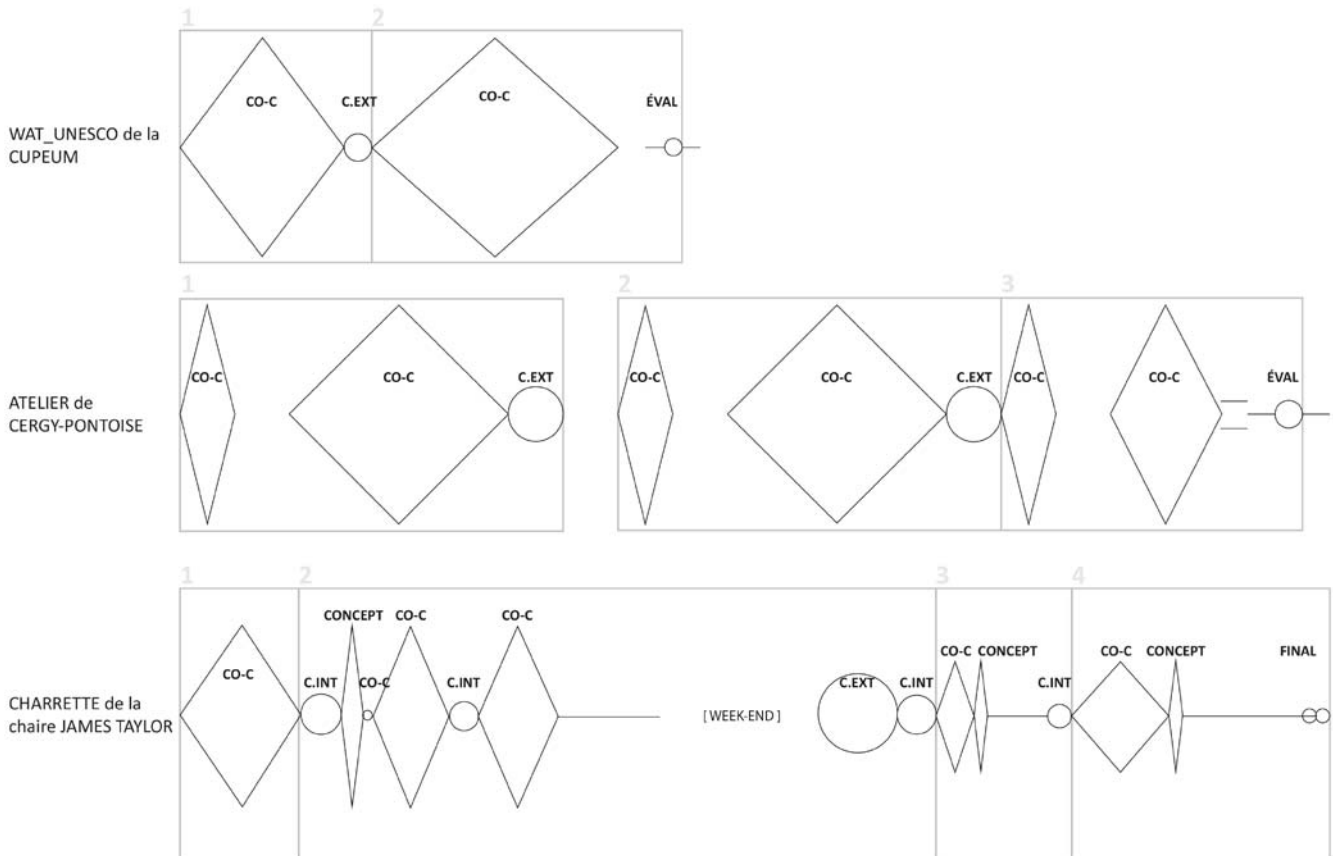 1 2
CO-C C.EXT CO-C ÉVAL
WAT_UNESCO de la
CUPEUM
1 2 3
CO-C CO-C C.EXT CO-C CO-C C.EXT CO-C CO-C ÉVAL
ATELIER de
CERGY-PONTOISE
1 2 3 4
CONCEPT CO-C CO-C
CO-C C.INT CO-C C.INT C.EXT C.INT CO-C CONCEPT C.INT CO-C CONCEPT FINAL
CHARRETTE de la
chaire JAMES TAYLOR
[ WEEK-END ]